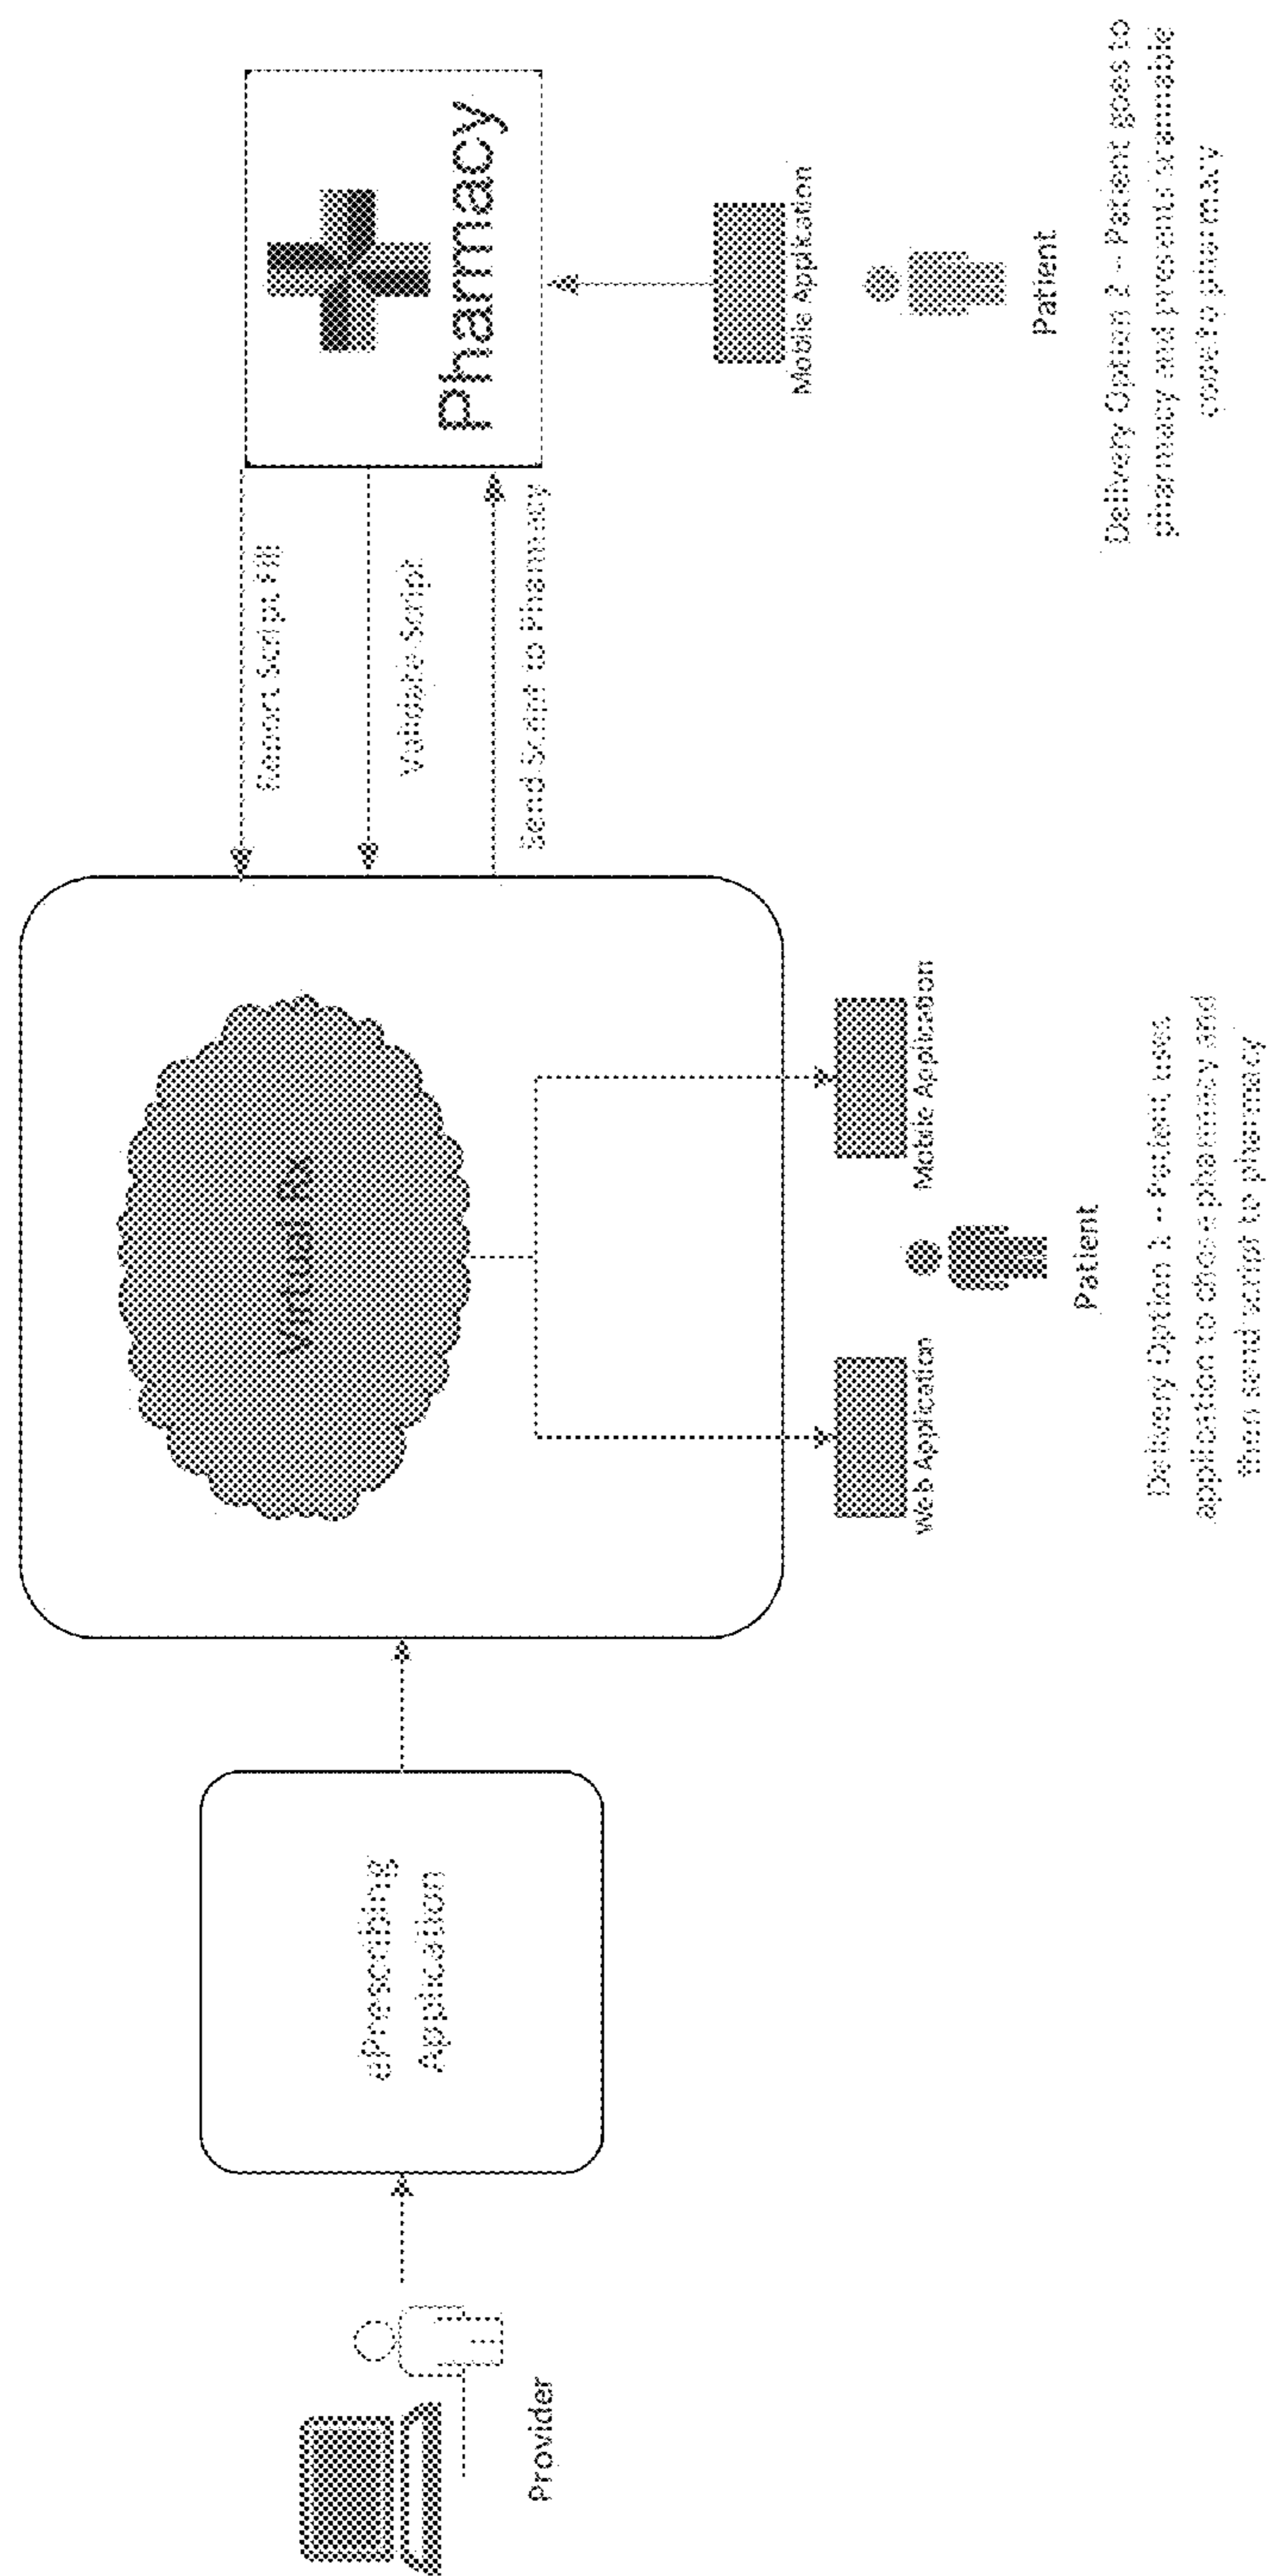 Provider
ePrescribing
Application
Virtual Rx
Web Application
Mobile Application
Patient
Delivery Option 1 – Patient uses
application to chose pharmacy and
then send script to pharmacy
Report Script Fill
Validate Script
Send Script to Pharmacy
Pharmacy
Mobile Application
Patient
Delivery Option 2 – Patient goes to
pharmacy and presents scannable
code to pharmacy